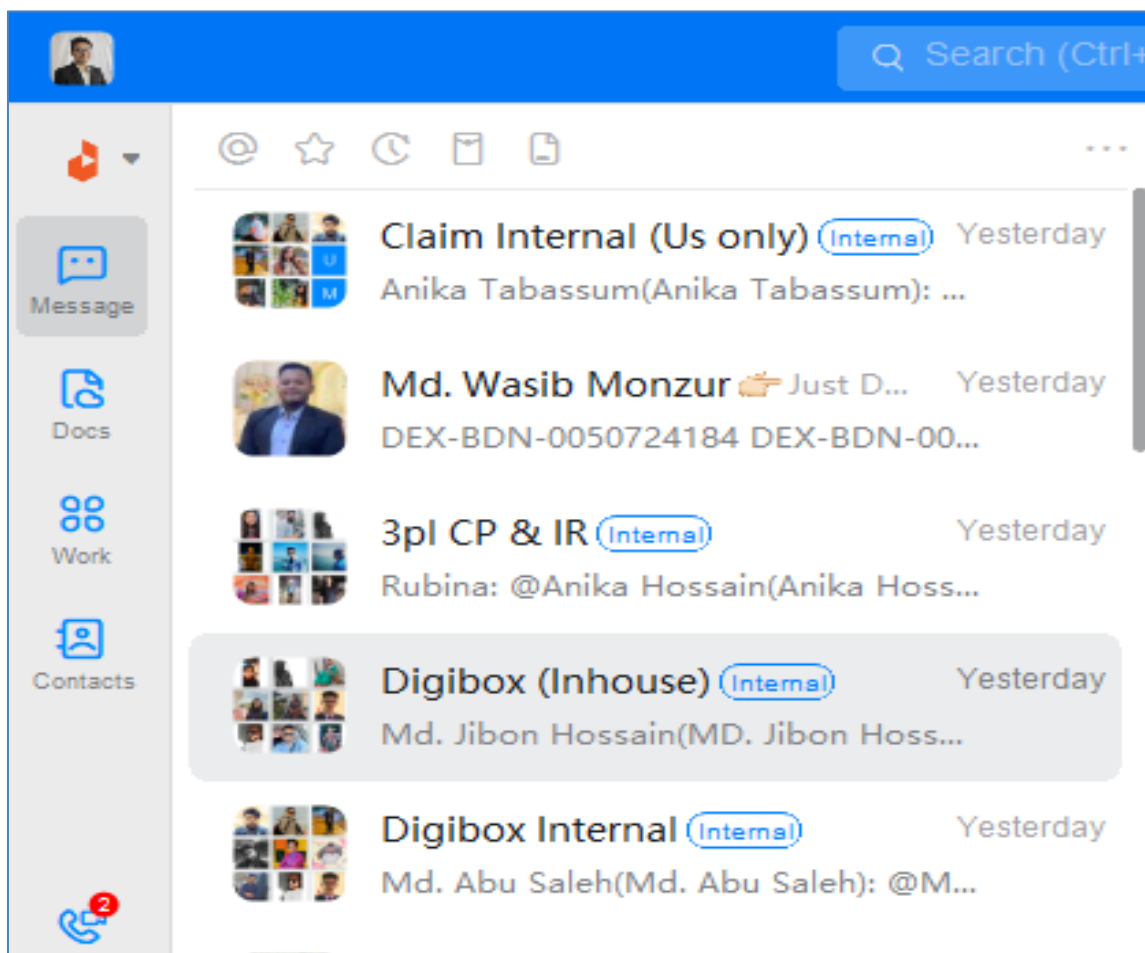 Search (Ctrl+
@
Message
Docs
Work
Contacts
2
Claim Internal (Us only) Internal Yesterday
U
M
Anika Tabassum(Anika Tabassum): ...
Md. Wasib Monzur 👉 Just D... Yesterday
DEX-BDN-0050724184 DEX-BDN-00...
3pl CP & IR Internal Yesterday
Rubina: @Anika Hossain(Anika Hoss...
Digibox (Inhouse) Internal Yesterday
Md. Jibon Hossain(MD. Jibon Hoss...
Digibox Internal Internal Yesterday
Md. Abu Saleh(Md. Abu Saleh): @M...